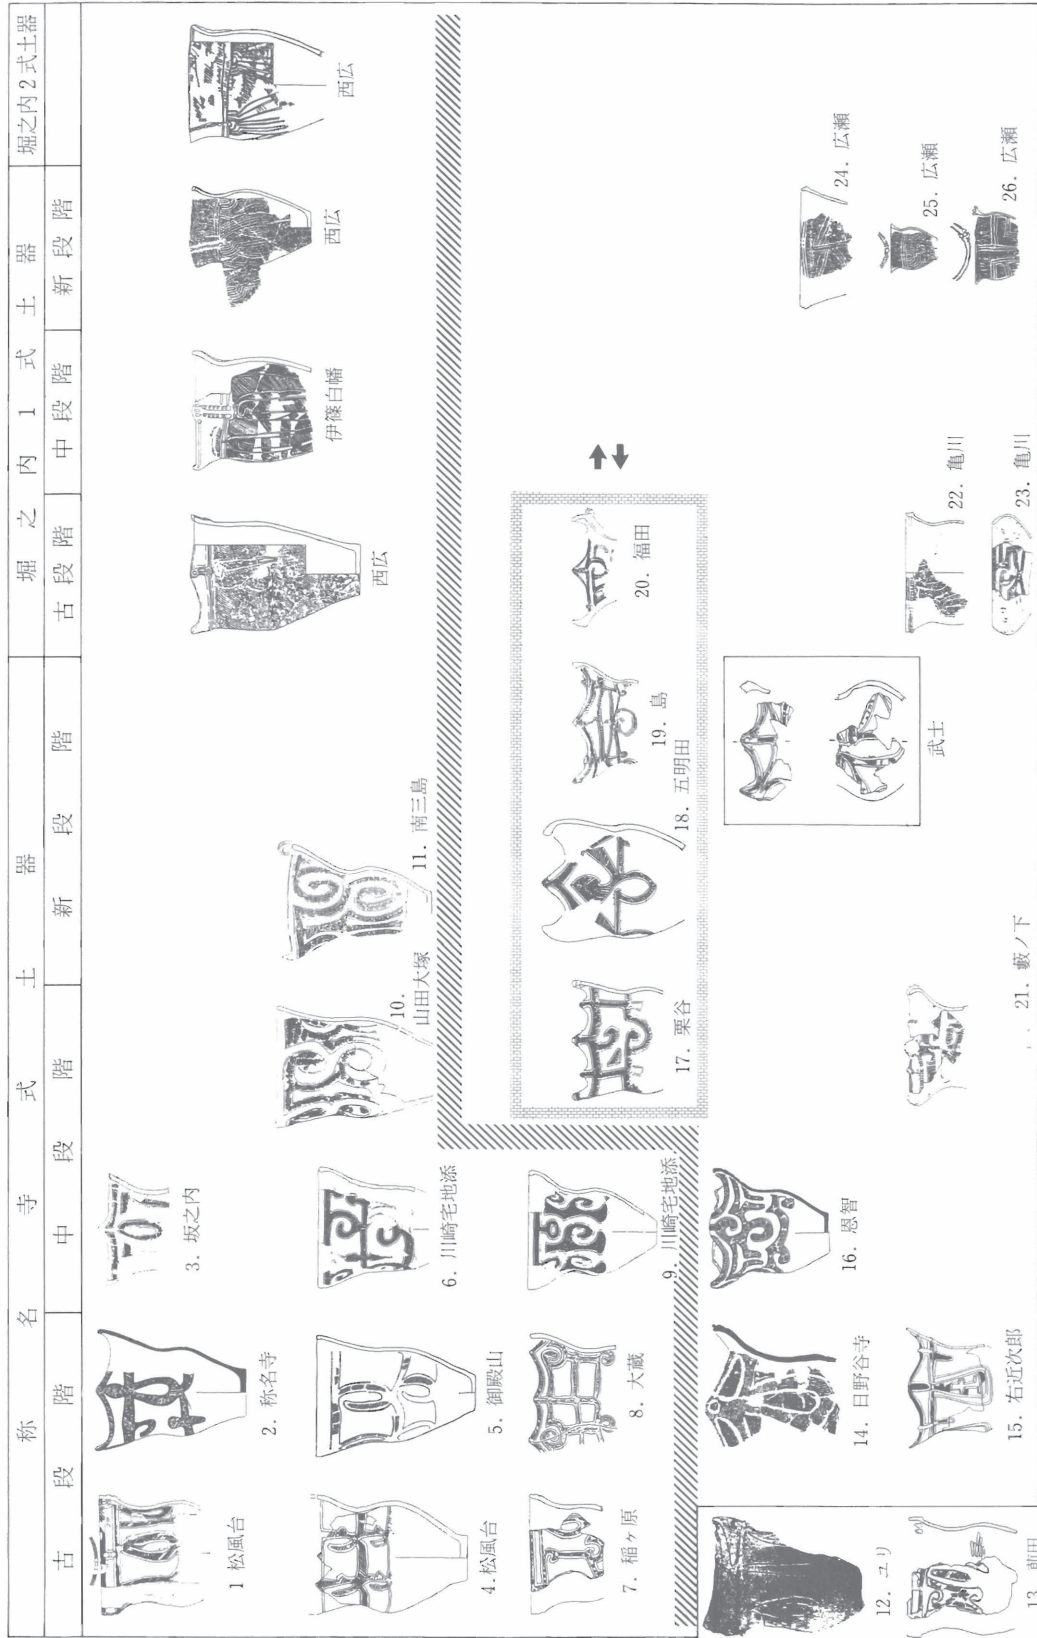 称名寺式土器
堀之内1式土器
堀之内2式土器
古段階
中段階
新段階
古段階
中段階
新段階
1 松風台
2. 称名寺
3. 坂之内
4. 松風台
5. 御殿山
6. 川崎宅地添
7. 稲ヶ原
8. 大蔵
9. 川崎宅地添
10.
山田大塚
11. 南三島
西広
伊篠白幡
西広
西広
12. ユリ
13. 前田
14. 日野谷寺
15. 右近次郎
16. 恩智
17. 栗谷
18. 五明田
19. 島
20. 福田
武士
21. 藪ノ下
22. 亀川
23. 亀川
24. 広瀬
25. 広瀬
26. 広瀬